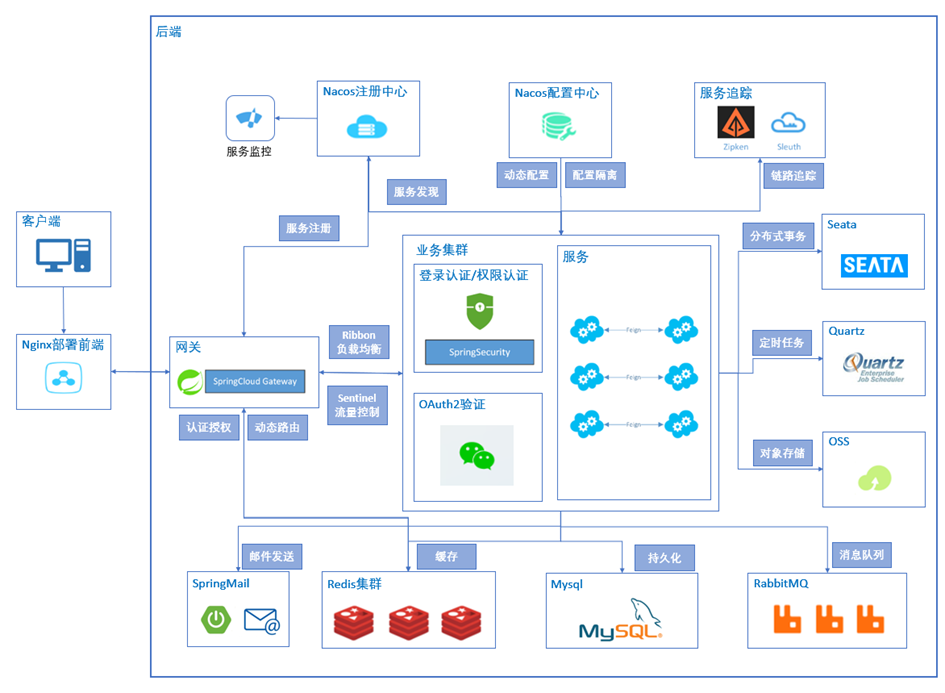 后端
Nacos注册中心
Nacos配置中心
服务追踪
Zipken
Sleuth
服务监控
动态配置
配置隔离
链路追踪
服务发现
服务注册
客户端
业务集群
服务
分布式事务
Seata
SEATA
登录认证/权限认证
SpringSecurity
Feign
Feign
Feign
Nginx部署前端
网关
SpringCloud Gateway
Ribbon
负载均衡
Sentinel
流量控制
定时任务
Quartz
Quartz
Enterprise
Job Scheduler
OAuth2验证
认证授权
动态路由
对象存储
OSS
邮件发送
缓存
持久化
消息队列
SpringMail
Redis集群
Mysql
MySQL
RabbitMQ